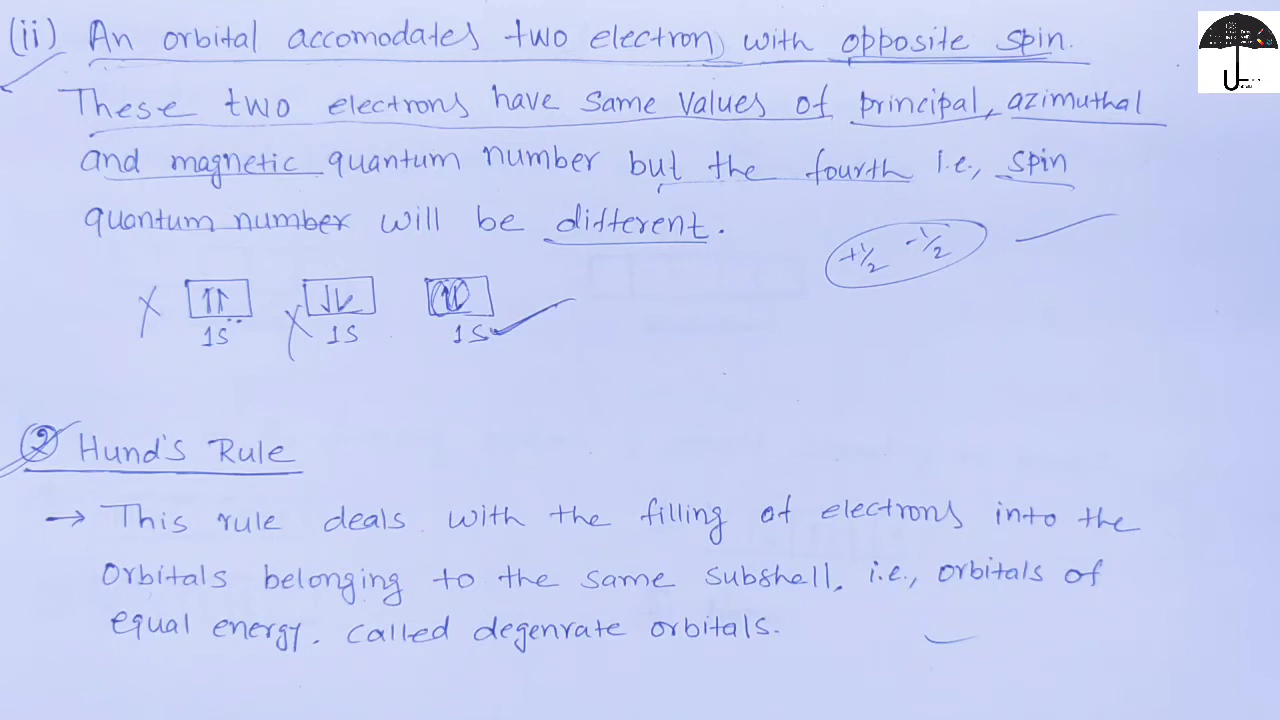 (ii) An orbital accomodates two electron with opposite spin.
These two electrons have same values of principal, azimuthal
and magnetic quantum number but the fourth i.e., spin
quantum number will be different.
+1/2 -1/2
1S 1S 1S
② Hund's Rule
→ This rule deals with the filling of electrons into the
orbitals belonging to the same subshell, i.e., orbitals of
equal energy. called degenrate orbitals.